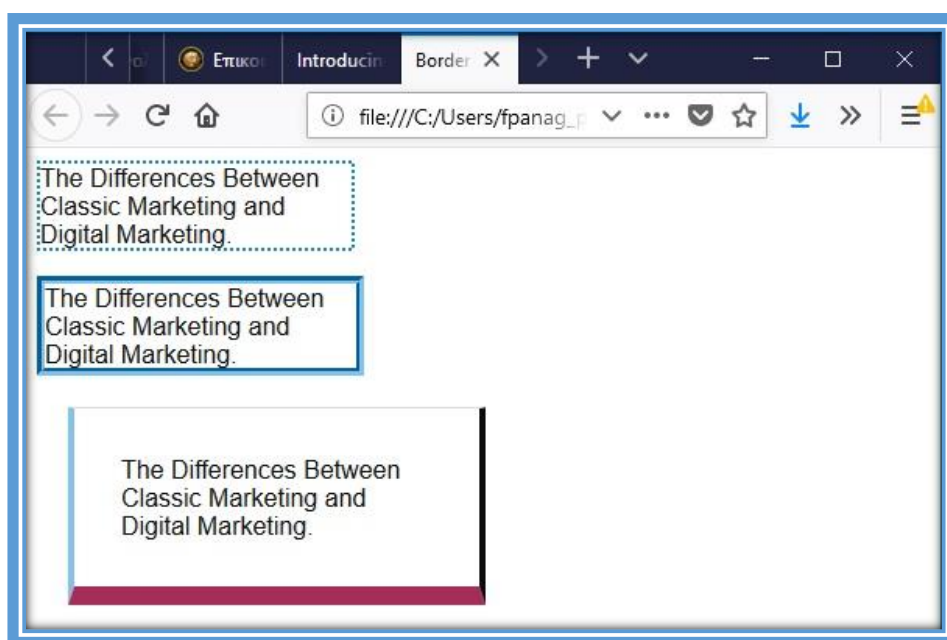 Επικο
Introducin
Border
file:///C:/Users/fpanag_p
The Differences Between
Classic Marketing and
Digital Marketing.
The Differences Between
Classic Marketing and
Digital Marketing.
The Differences Between
Classic Marketing and
Digital Marketing.